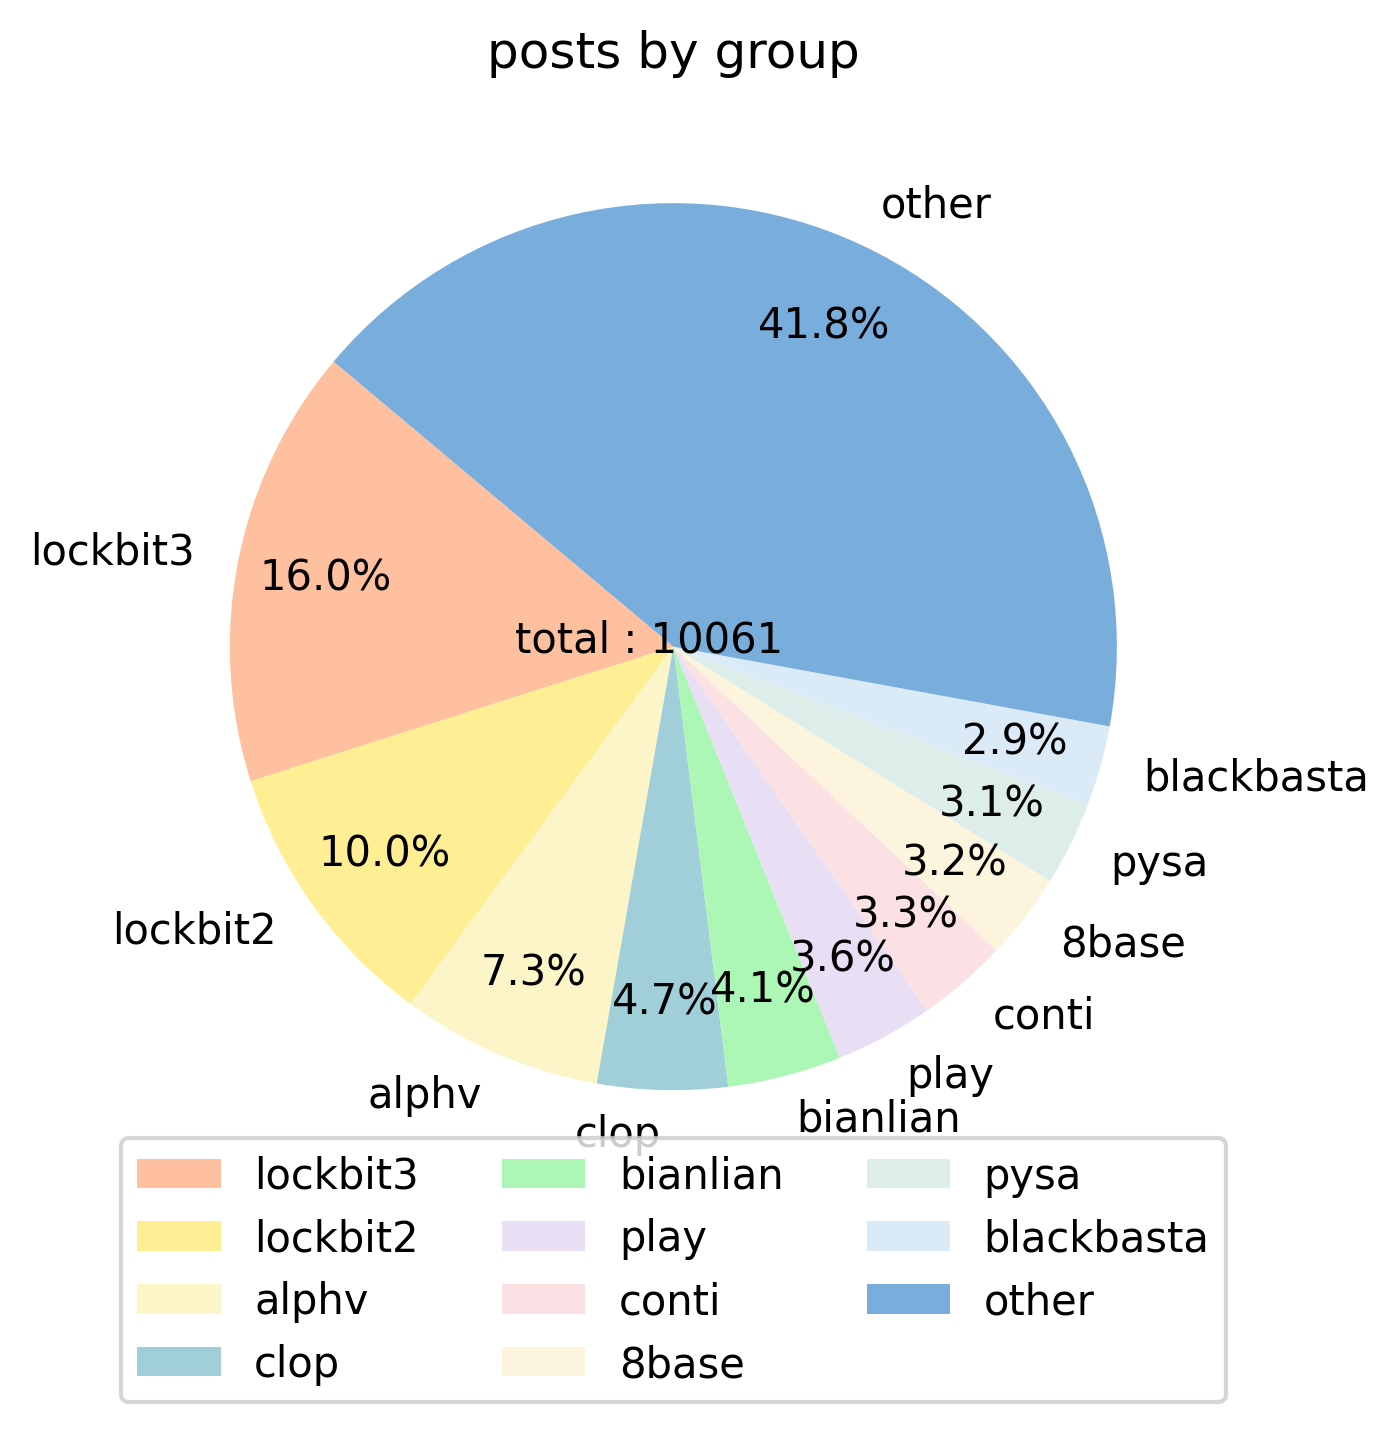 posts by group
other
41.8%
lockbit3
16.0%
total : 10061
2.9%
blackbasta
3.1%
pysa
3.2%
8base
10.0%
3.3%
lockbit2
3.6%
7.3%
4.1%
4.7%
conti
play
alphv
bianlian
clop
lockbit3
lockbit2
alphv
clop
bianlian
play
conti
8base
pysa
blackbasta
other